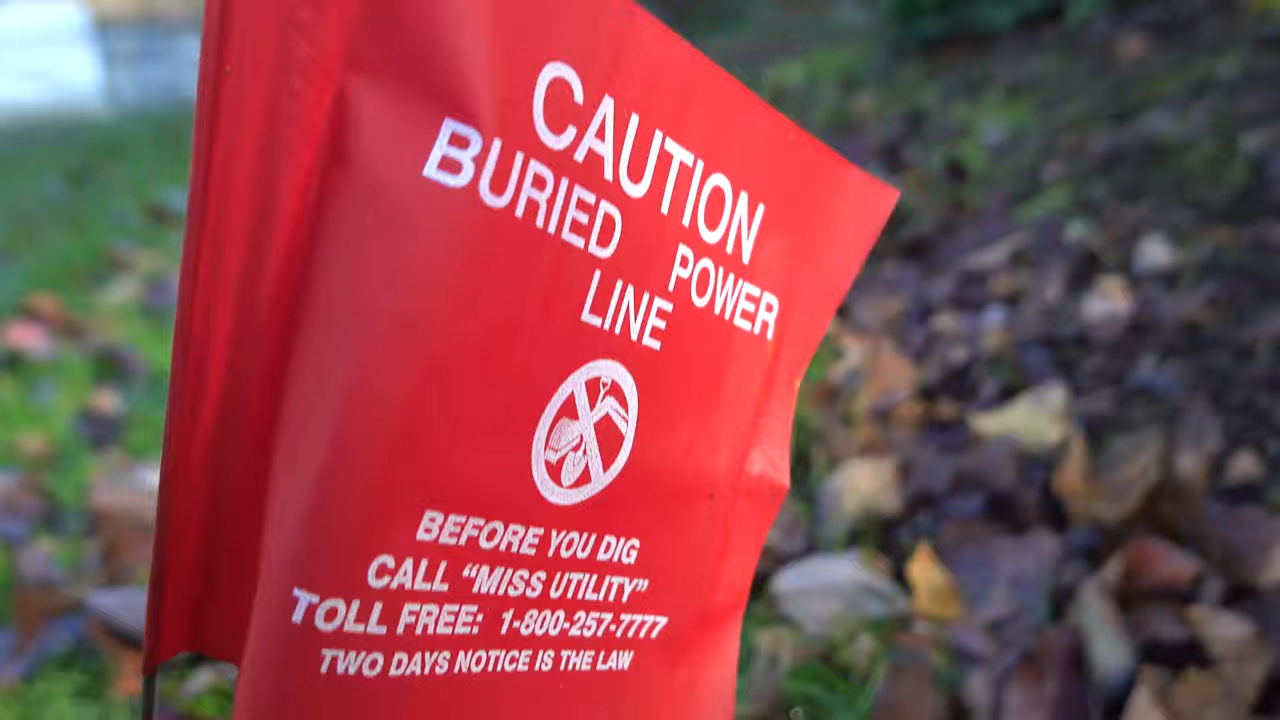 CAUTION
BURIED POWER
LINE
BEFORE YOU DIG
CALL “MISS UTILITY”
TOLL FREE: 1-800-257-7777
TWO DAYS NOTICE IS THE LAW